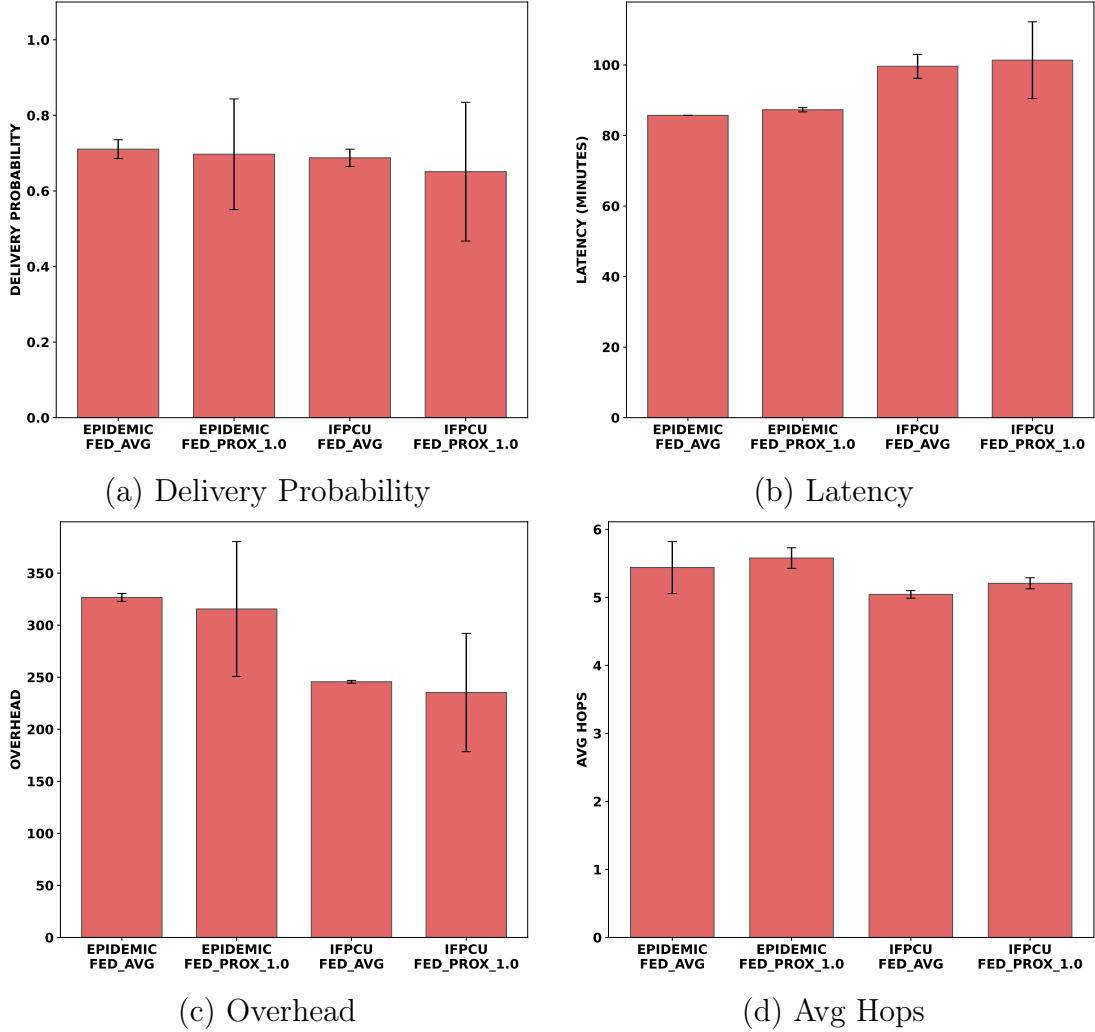 DELIVERY PROBABILITY
1.0
0.8
0.6
0.4
0.2
0.0
EPIDEMIC
FED_AVG
EPIDEMIC
FED_PROX_1.0
IFPCU
FED_AVG
IFPCU
FED_PROX_1.0
(a) Delivery Probability
LATENCY (MINUTES)
100
80
60
40
20
0
EPIDEMIC
FED_AVG
EPIDEMIC
FED_PROX_1.0
IFPCU
FED_AVG
IFPCU
FED_PROX_1.0
(b) Latency
OVERHEAD
350
300
250
200
150
100
50
0
EPIDEMIC
FED_AVG
EPIDEMIC
FED_PROX_1.0
IFPCU
FED_AVG
IFPCU
FED_PROX_1.0
(c) Overhead
AVG HOPS
6
5
4
3
2
1
0
EPIDEMIC
FED_AVG
EPIDEMIC
FED_PROX_1.0
IFPCU
FED_AVG
IFPCU
FED_PROX_1.0
(d) Avg Hops